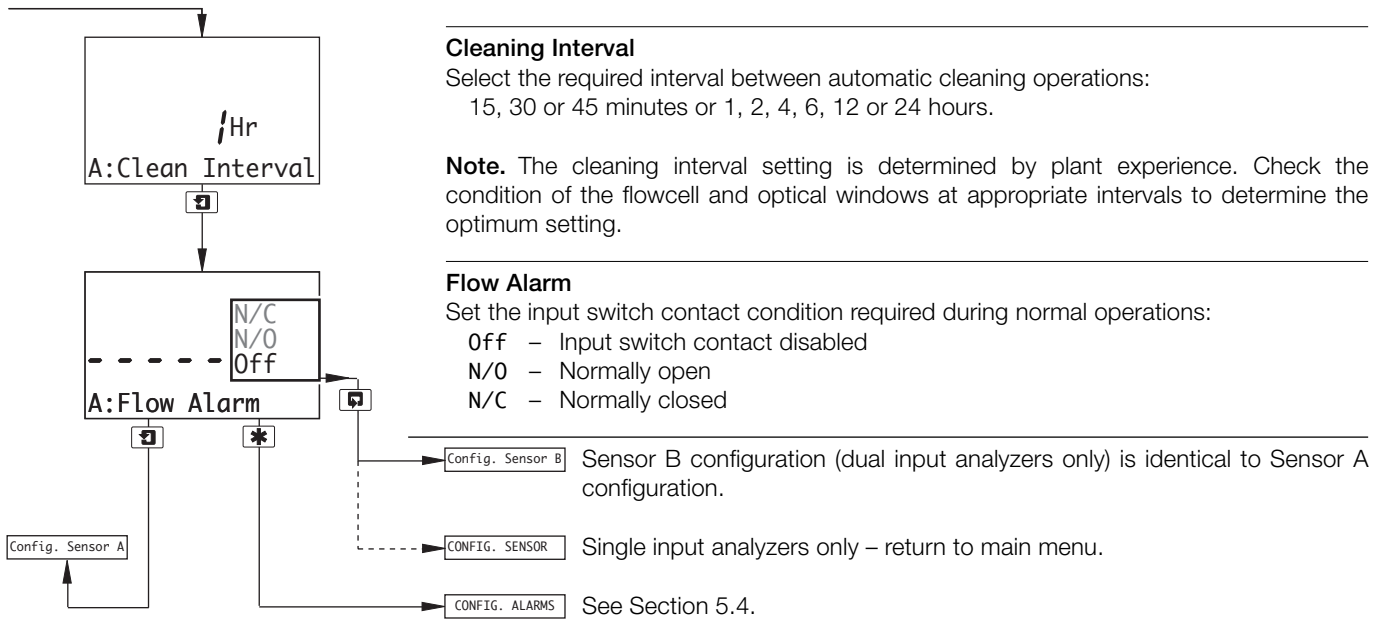 Cleaning Interval
Select the required interval between automatic cleaning operations:
15, 30 or 45 minutes or 1, 2, 4, 6, 12 or 24 hours.
1Hr
A:Clean Interval
Note. The cleaning interval setting is determined by plant experience. Check the
condition of the flowcell and optical windows at appropriate intervals to determine the
optimum setting.
Flow Alarm
Set the input switch contact condition required during normal operations:
Off – Input switch contact disabled
N/O – Normally open
N/C – Normally closed
N/C
N/O
- - - - - Off
A:Flow Alarm
Config. Sensor B Sensor B configuration (dual input analyzers only) is identical to Sensor A
configuration.
Config. Sensor A
CONFIG. SENSOR Single input analyzers only – return to main menu.
CONFIG. ALARMS See Section 5.4.